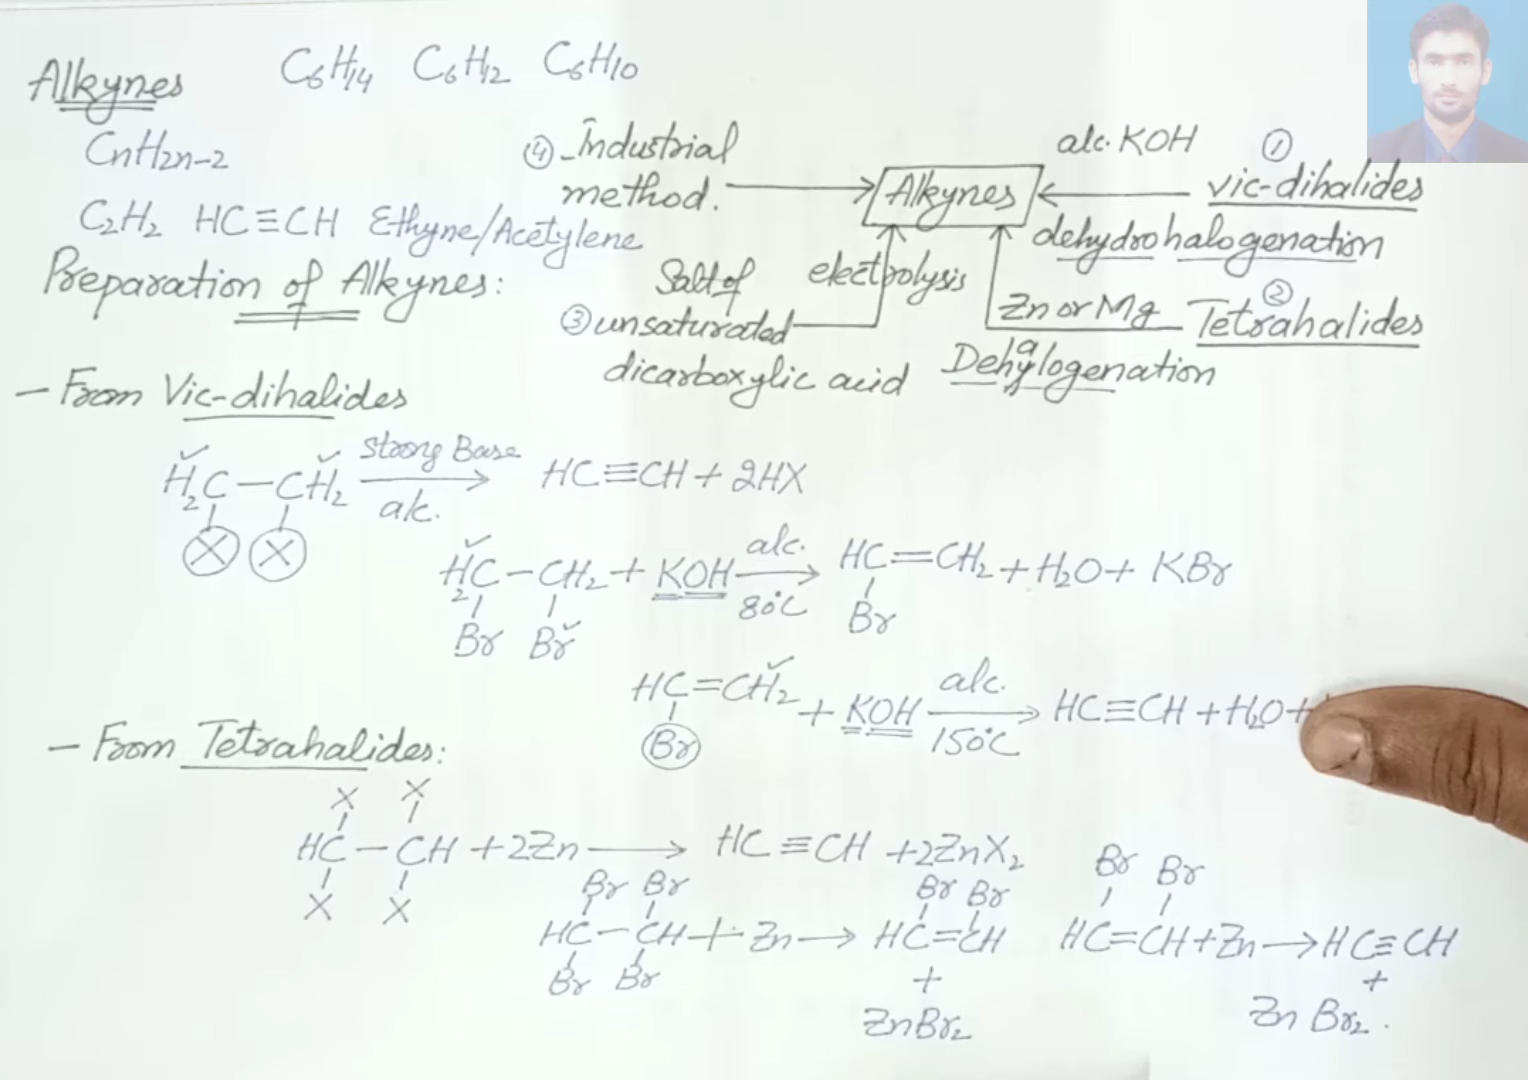 Alkynes C6H14 C6H12 C6H10
CnH2n-2
C2H2 HC≡CH Ethyne/Acetylene
Preparation of Alkynes:
④ - Industrial
method.
Alkynes
alc. KOH ①
vic-dihalides
dehydrohalogenation
Salt of electrolysis
③ unsaturated
dicarboxylic acid
Zn or Mg ② Tetrahalides
Dehalogenation
- From Vic-dihalides
H2C - CH2 strong Base HC≡CH + 2HX
alc.
X X
H2C - CH2 + KOH alc. HC=CH2 + H2O + KBr
80°C
Br Br Br
HC=CH2 + KOH alc. HC≡CH + H2O +
150°C
Br
- From Tetrahalides:
X X
HC - CH + 2Zn → HC≡CH + 2ZnX2
X X
Br Br Br Br Br Br
HC - CH + Zn → HC=CH HC=CH + Zn → HC≡CH
Br Br + +
ZnBr2 Zn Br2.